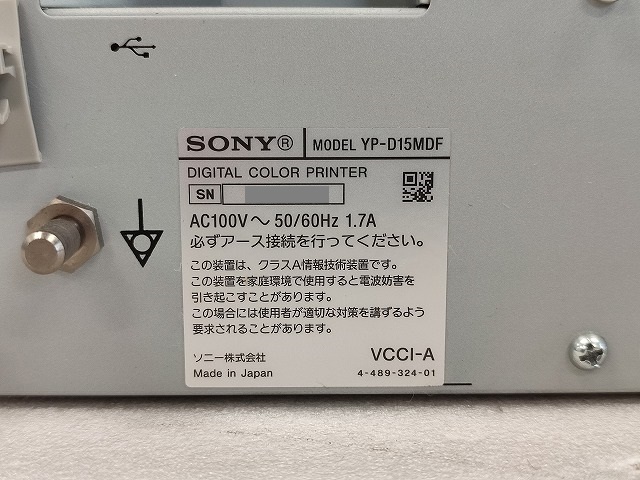 SONY® MODEL YP-D15MDF
DIGITAL COLOR PRINTER
SN
AC100V～ 50/60Hz 1.7A
必ずアース接続を行ってください。
この装置は、クラスA情報技術装置です。
この装置を家庭環境で使用すると電波妨害を
引き起こすことがあります。
この場合には使用者が適切な対策を講ずるよう
要求されることがあります。
ソニー株式会社 VCCI-A
Made in Japan 4-489-324-01